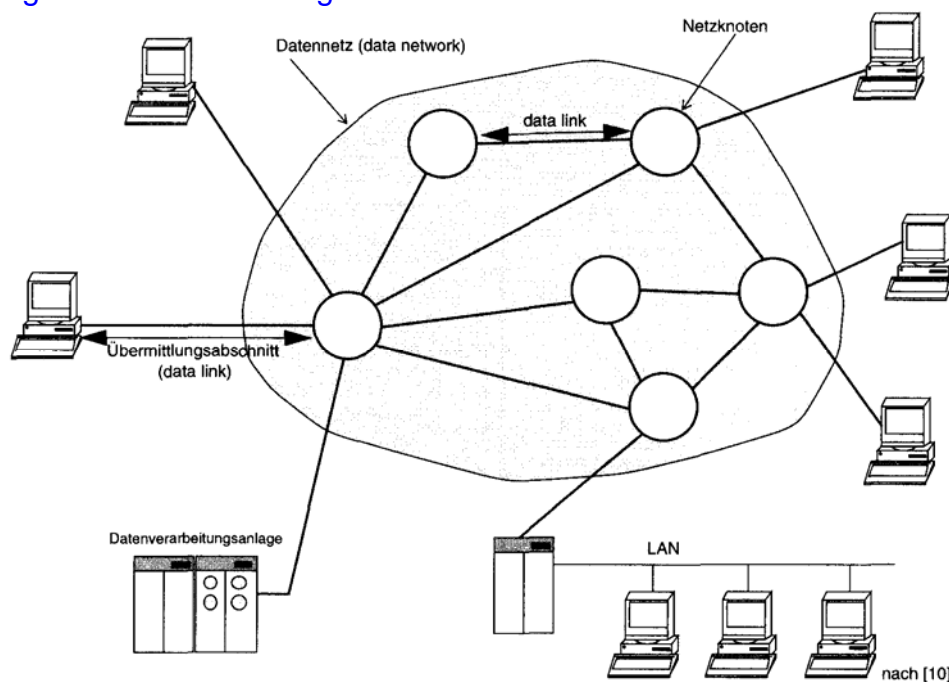 Datennetz (data network)
Netzknoten
data link
Übermittlungsabschnitt
(data link)
Datenverarbeitungsanlage
LAN
nach [10]